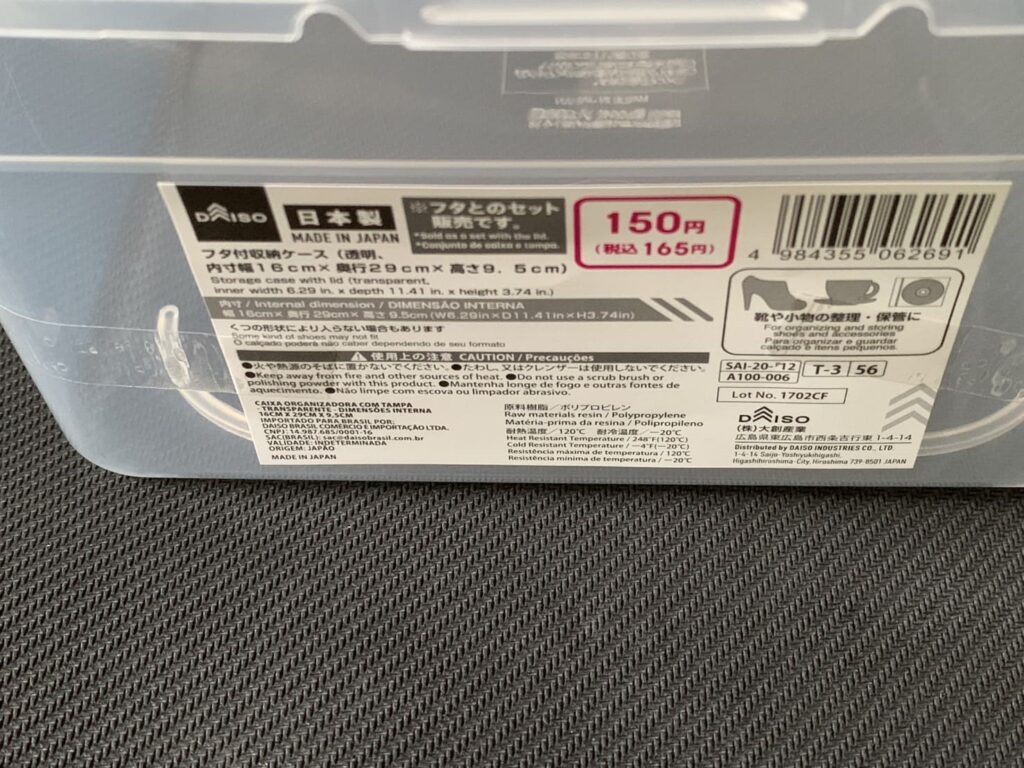 DAISO
日本製
MADE IN JAPAN
※フタとのセット
販売です。
*Sold as a set with the lid.
*Conjunto de caixa e tampa.
150円
(税込165円)
4 984355 062691
フタ付収納ケース(透明、
内寸幅16cm×奥行29cm×高さ9.5cm)
Storage case with lid (transparent,
inner width 6.29 in. x depth 11.41 in. x height 3.74 in.)
内寸 / Internal dimension / DIMENSÃO INTERNA
幅16cm×奥行29cm×高さ9.5cm (W6.29in×D11.41in×H3.74in)
くつの形状により入らない場合もあります
Some kind of shoes may not fit
O calçado poderá não caber dependendo de seu formato
靴や小物の整理・保管に
For organizing and storing
shoes and accessories
Para organizar e guardar
calçado e itens pequenos.
使用上の注意 CAUTION / Precauções
●火や熱源のそばに置かないでください。●たわし、又はクレンザーは使用しないでください。
●Keep away from fire and other sources of heat. ●Do not use a scrub brush or
polishing powder with this product. ●Mantenha longe de fogo e outras fontes de
aquecimento. ●Não limpe com escova ou limpador abrasivo.
CAIXA ORGANIZADORA COM TAMPA
- TRANSPARENTE - DIMENSÕES INTERNA
16CM X 29CM X 9,5CM
IMPORTADO PARA BRASIL POR:
DAISO BRASIL COMÉRCIO E IMPORTAÇÃO LTDA.
CNPJ: 14.987.685/0001-16
SAC(BRASIL): sac@daisobrasil.com.br
VALIDADE: INDETERMINADA
ORIGEM: JAPÃO
MADE IN JAPAN
原料樹脂/ポリプロピレン
Raw materials resin / Polypropylene
Matéria-prima da resina / Polipropileno
耐熱温度/120℃ 耐冷温度/-20℃
Heat Resistant Temperature / 248°F(120℃)
Cold Resistant Temperature / -4°F(-20℃)
Resistência máxima de temperatura / 120℃
Resistência mínima de temperatura / -20℃
SAI-20-P12
A100-006
T-3 56
Lot No. 1702CF
DAISO
(株)大創産業
広島県東広島市西条吉行東1-4-14
Distributed by DAISO INDUSTRIES CO., LTD.
1-4-14 Saijo-Yoshiyukihigashi,
Higashihiroshima-City, Hiroshima 739-8501 JAPAN